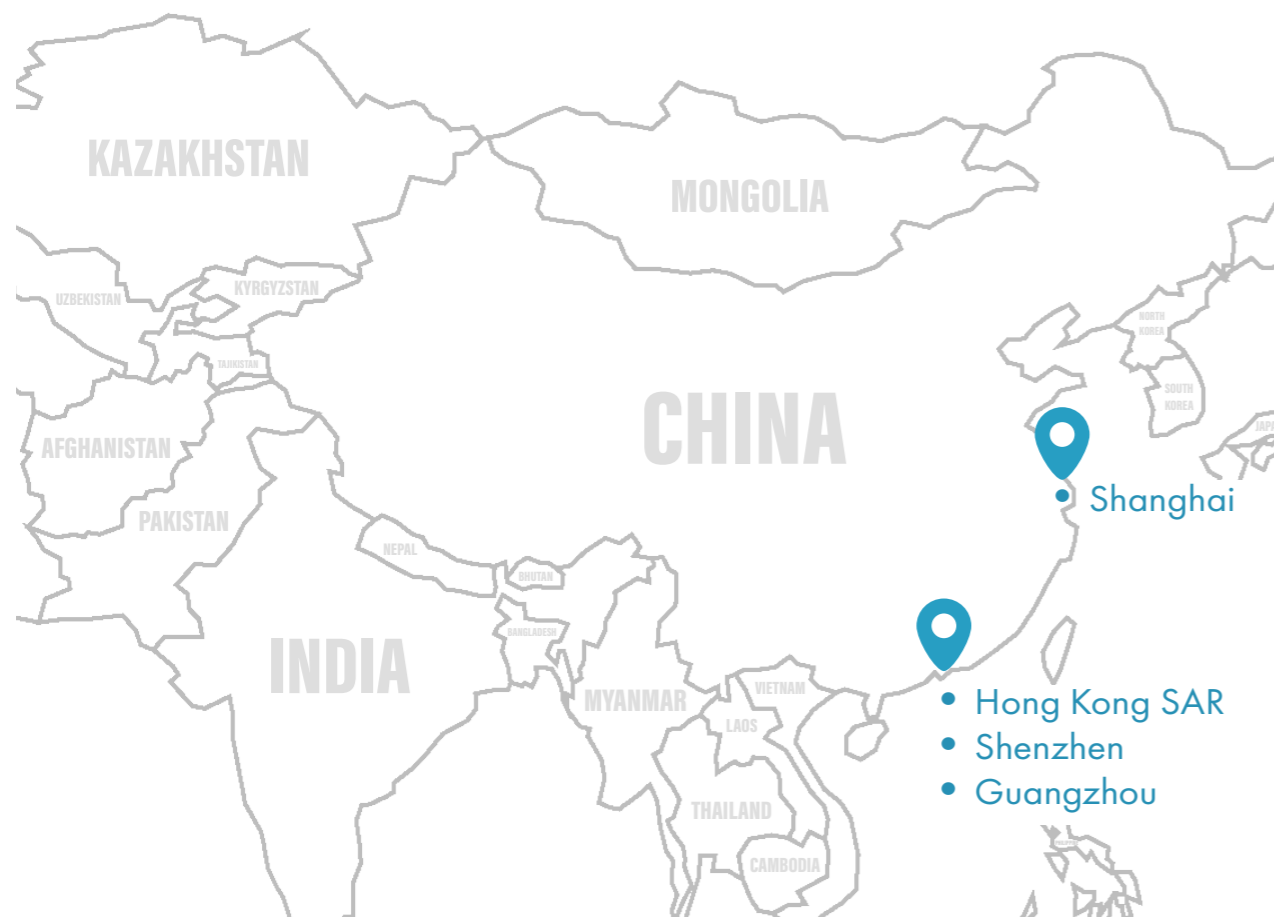 KAZAKHSTAN
MONGOLIA
UZBEKISTAN
KYRGYZSTAN
NORTH
KOREA
TAJIKISTAN
SOUTH
KOREA
CHINA
JAPA
AFGHANISTAN
Shanghai
PAKISTAN
NEPAL
BHUTAN
BANGLADESH
INDIA
VIETNAM
MYANMAR
• Hong Kong SAR
LAOS
• Shenzhen
• Guangzhou
THAILAND
CAMBODIA